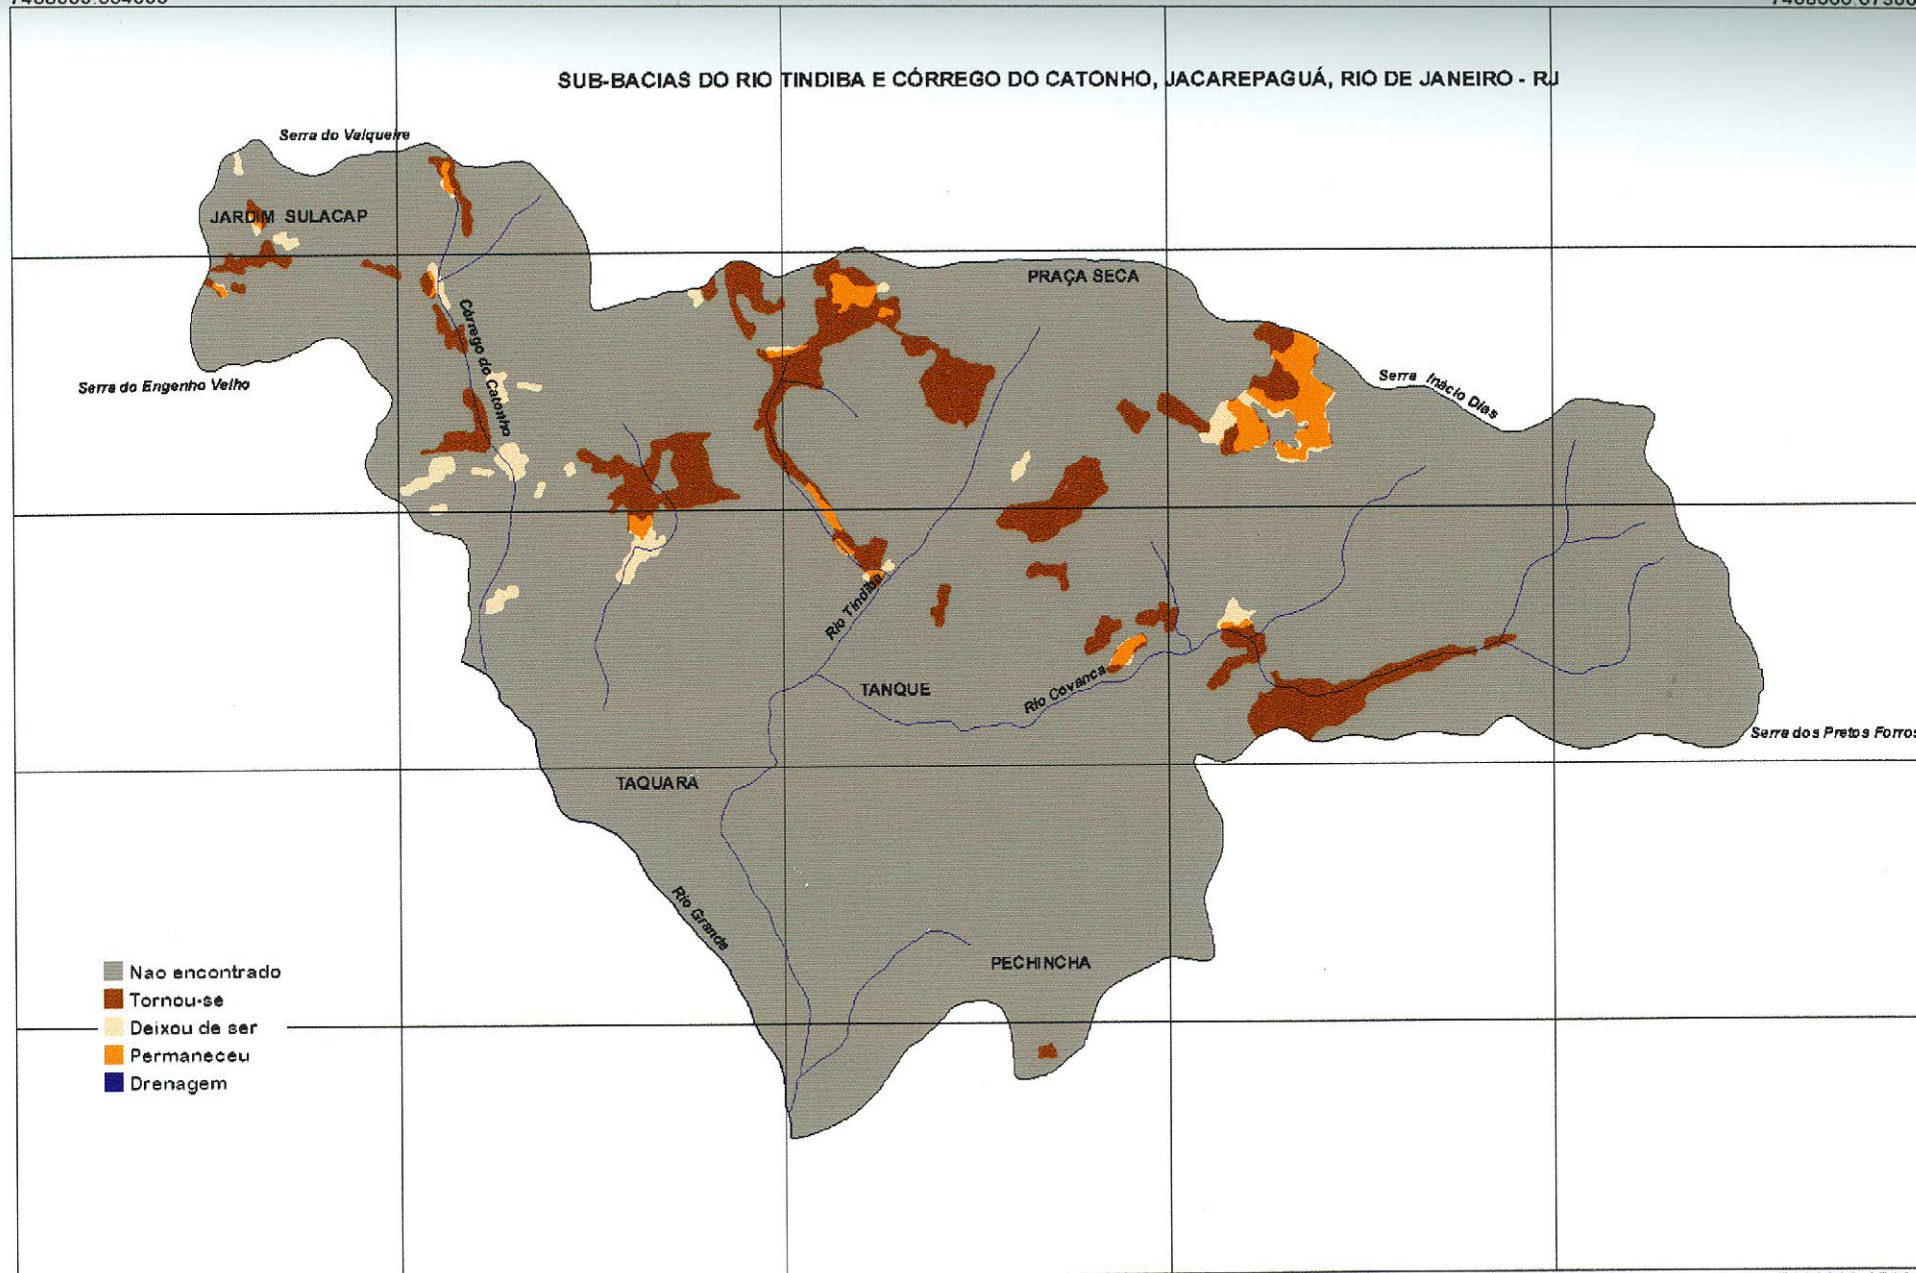 SUB-BACIAS DO RIO TINDIBA E CÓRREGO DO CATONHO, JACAREPAGUÁ, RIO DE JANEIRO - RJ
Serra do Valqueire
JARDIM SULACAP
PRAÇA SECA
Córrego do Catonho
Serra do Engenho Velho
Serra Inácio Dias
Rio Tindiba
Rio Covanca
TANQUE
Serra dos Pretos Forros
TAQUARA
Rio Grande
PECHINCHA
Nao encontrado
Tornou-se
Deixou de ser
Permaneceu
Drenagem